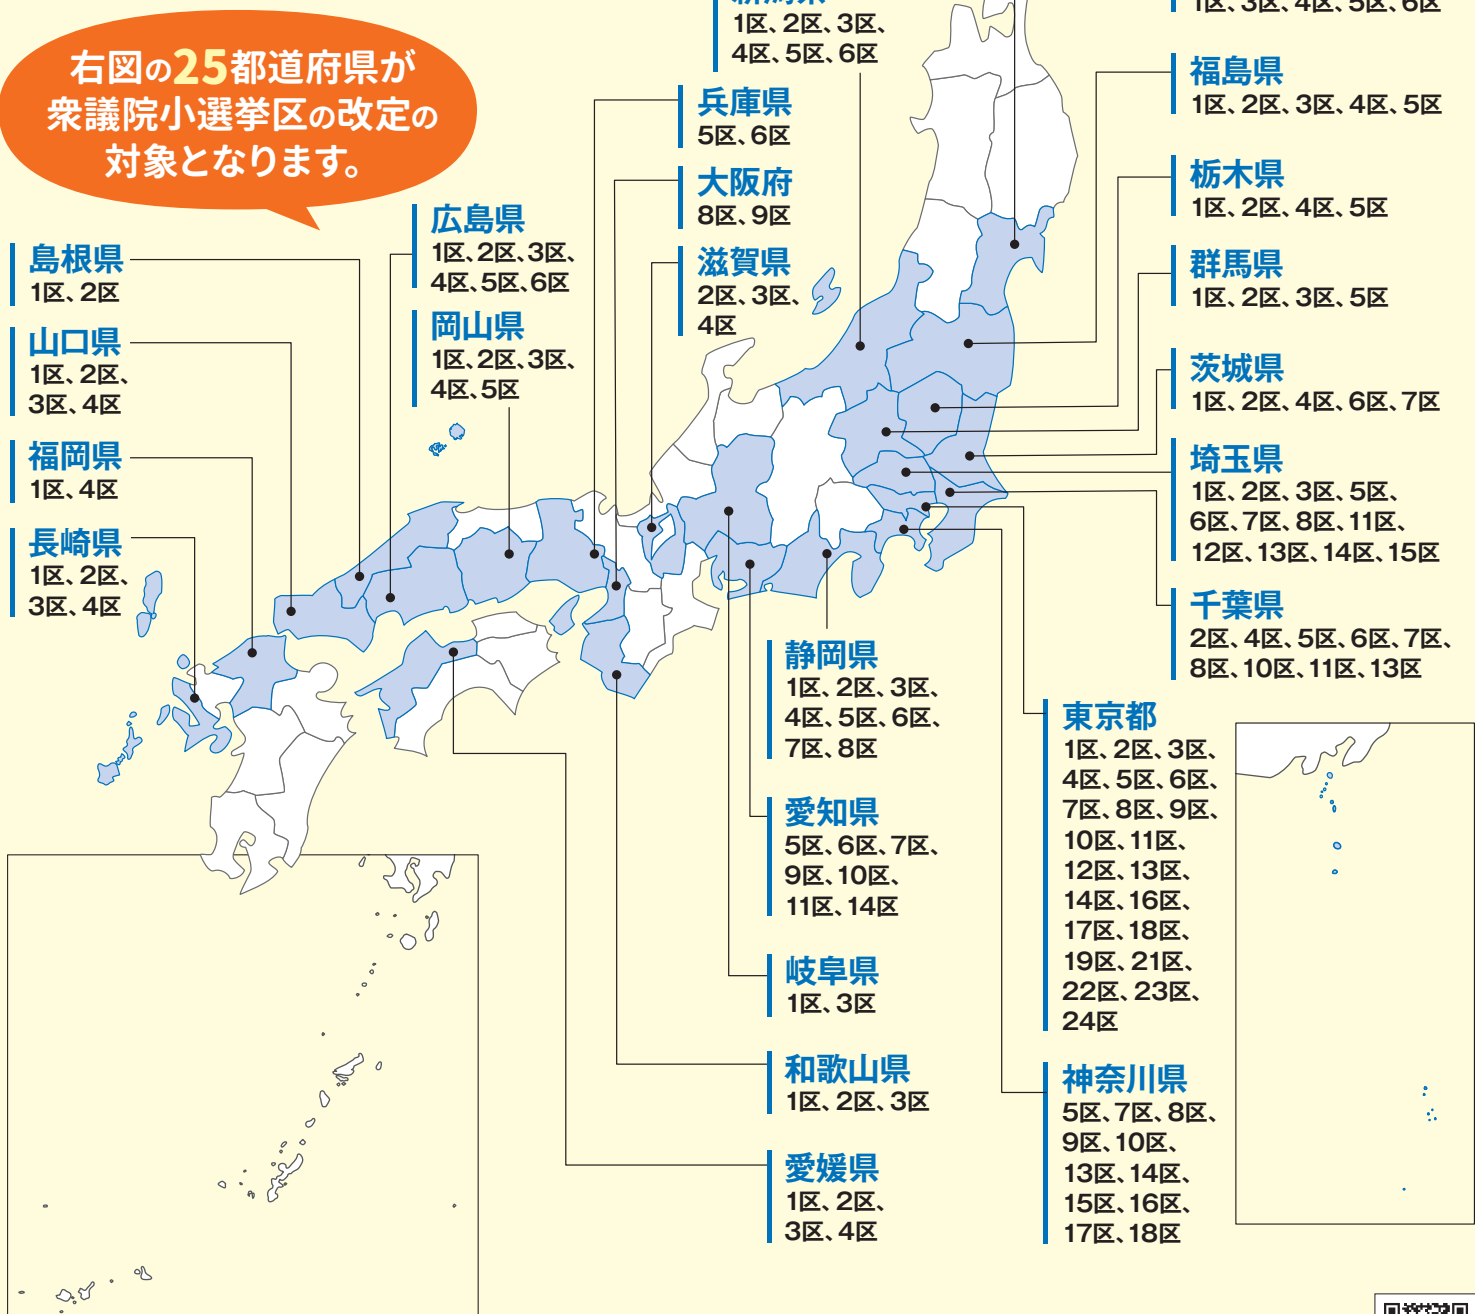 右図の25都道府県が
衆議院小選挙区の改定の
対象となります。
島根県
1区、2区
山口県
1区、2区、
3区、4区
福岡県
1区、4区
長崎県
1区、2区、
3区、4区
広島県
1区、2区、3区、
4区、5区、6区
岡山県
1区、2区、3区、
4区、5区
新潟県
1区、2区、3区、
4区、5区、6区
兵庫県
5区、6区
大阪府
8区、9区
滋賀県
2区、3区、
4区
1区、3区、4区、5区、6区
福島県
1区、2区、3区、4区、5区
栃木県
1区、2区、4区、5区
群馬県
1区、2区、3区、5区
茨城県
1区、2区、4区、6区、7区
埼玉県
1区、2区、3区、5区、
6区、7区、8区、11区、
12区、13区、14区、15区
千葉県
2区、4区、5区、6区、7区、
8区、10区、11区、13区
静岡県
1区、2区、3区、
4区、5区、6区、
7区、8区
愛知県
5区、6区、7区、
9区、10区、
11区、14区
岐阜県
1区、3区
和歌山県
1区、2区、3区
愛媛県
1区、2区、
3区、4区
東京都
1区、2区、3区、
4区、5区、6区、
7区、8区、9区、
10区、11区、
12区、13区、
14区、16区、
17区、18区、
19区、21区、
22区、23区、
24区
神奈川県
5区、7区、8区、
9区、10区、
13区、14区、
15区、16区、
17区、18区